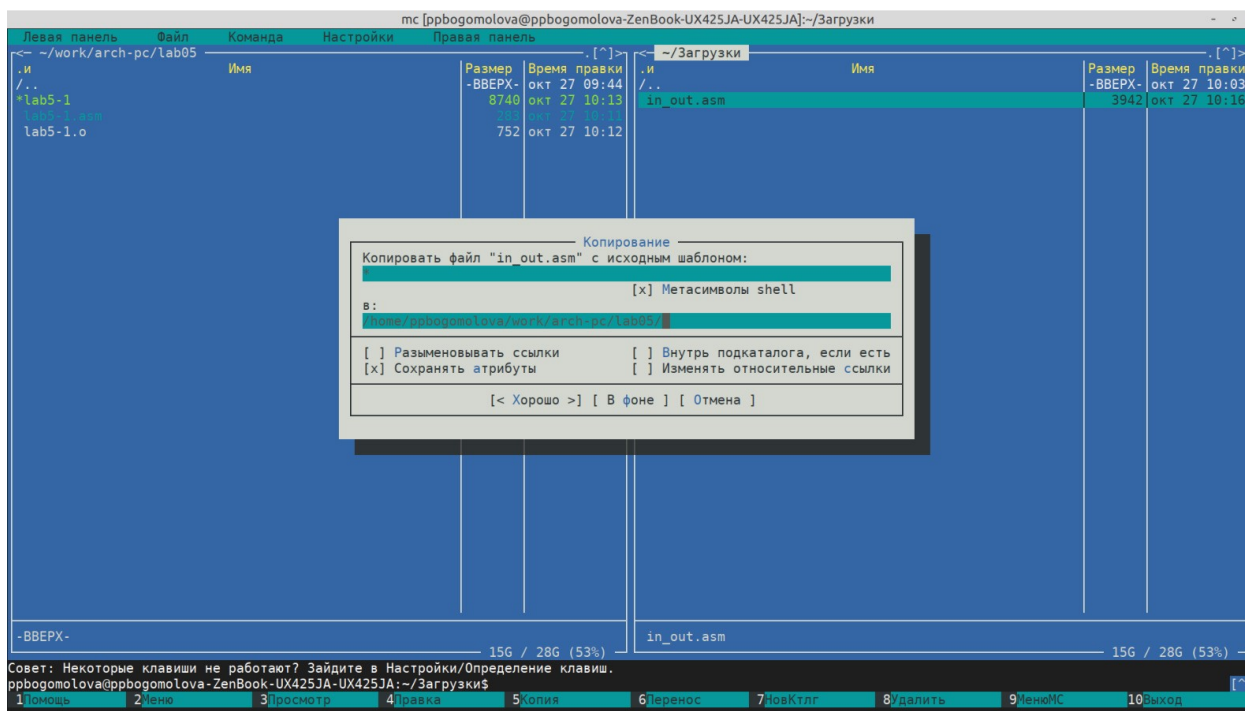 mc [ppbogomolova@ppbogomolova-ZenBook-UX425JA-UX425JA]:~/Загрузки
Левая панель Файл Команда Настройки Правая панель
<— ~/work/arch-pc/lab05 .[^]> <— ~/Загрузки .[^]>
.и Имя Размер Время правки .и Имя Размер Время правки
/.. -ВВЕРХ- окт 27 09:44 /.. -ВВЕРХ- окт 27 10:03
*lab5-1 8740 окт 27 10:13 in_out.asm 3942 окт 27 10:16
lab5-1.asm 283 окт 27 10:11
lab5-1.o 752 окт 27 10:12
Копирование
Копировать файл "in_out.asm" с исходным шаблоном:
*
[x] Метасимволы shell
в:
/home/ppbogomolova/work/arch-pc/lab05/
[ ] Разыменовывать ссылки [ ] Внутрь подкаталога, если есть
[x] Сохранять атрибуты [ ] Изменять относительные ссылки
[< Хорошо >] [ В фоне ] [ Отмена ]
-ВВЕРХ- in_out.asm
15G / 28G (53%) 15G / 28G (53%)
Совет: Некоторые клавиши не работают? Зайдите в Настройки/Определение клавиш.
ppbogomolova@ppbogomolova-ZenBook-UX425JA-UX425JA:~/Загрузки$ [^
1Помощь 2Меню 3Просмотр 4Правка 5Копия 6Перенос 7НовКтлг 8Удалить 9МенюMC 10Выход